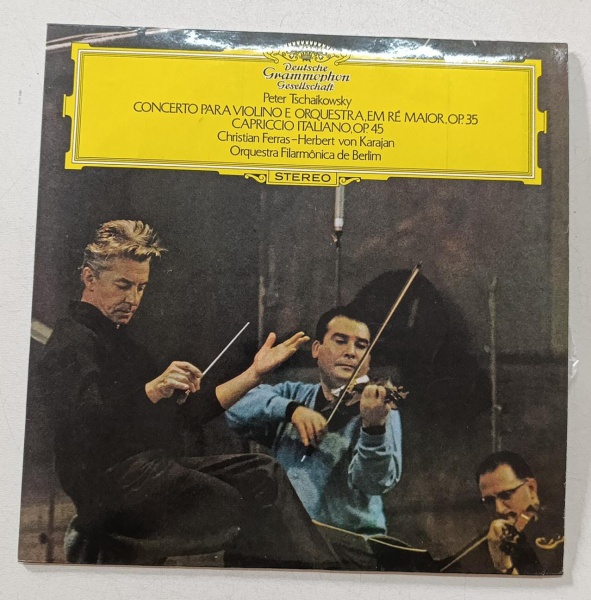 Deutsche
Grammophon
Gesellschaft
Peter Tschaikowsky
CONCERTO PARA VIOLINO E ORQUESTRA, EM RÉ MAIOR, OP. 35
CAPRICCIO ITALIANO, OP 45
Christian Ferras-Herbert von Karajan
Orquestra Filarmônica de Berlim
STEREO